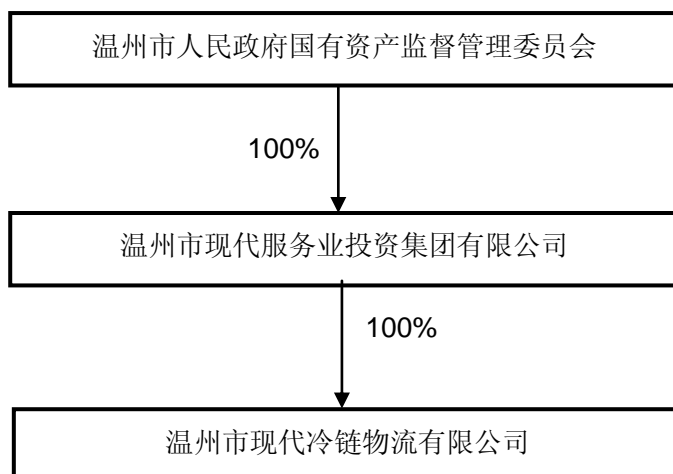 温州市人民政府国有资产监督管理委员会
100%
温州市现代服务业投资集团有限公司
100%
温州市现代冷链物流有限公司